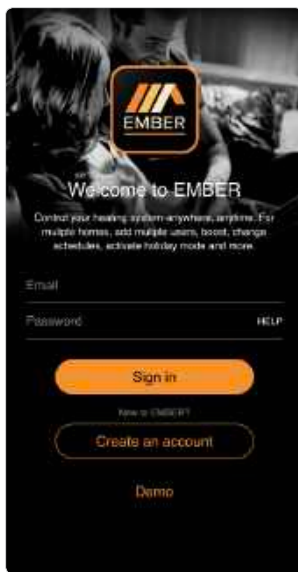 EMBER
Welcome to EMBER
Control your heating system anywhere, anytime. For
multiple homes, add multiple users, boost, change
schedules, activate holiday mode and more.
Email
Password HELP
Sign in
New to EMBER?
Create an account
Demo